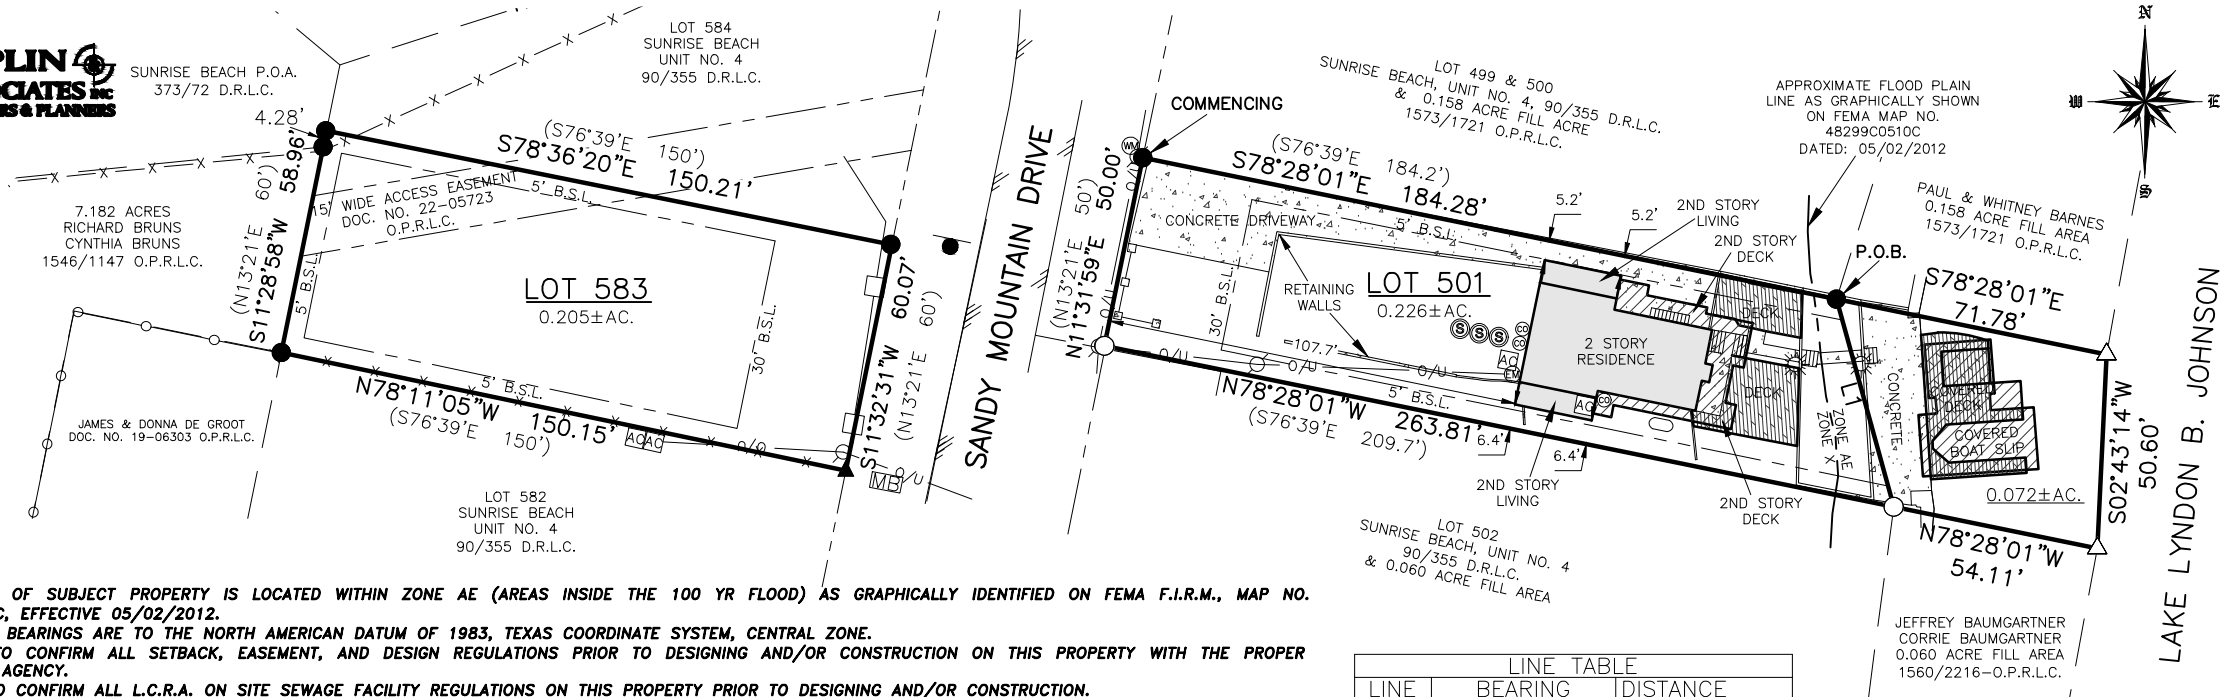 PLIN
OCIATES INC
RS & PLANNERS
SUNRISE BEACH P.O.A.
373/72 D.R.L.C.
LOT 584
SUNRISE BEACH
UNIT NO. 4
90/355 D.R.L.C.
4.28'
(S76°39'E 150')
S78°36'20"E 150.21'
58.96'
S11°28'58"W
(N13°21'E 60')
15' WIDE ACCESS EASEMENT
DOC. NO. 22-05723
O.P.R.L.C.
5' B.S.L.
7.182 ACRES
RICHARD BRUNS
CYNTHIA BRUNS
1546/1147 O.P.R.L.C.
5' B.S.L.
LOT 583
0.205±AC.
30' B.S.L.
S11°32'31"W 60.07'
(N13°21'E 60')
5' B.S.L.
N78°11'05"W 150.15'
(S76°39'E 150')
JAMES & DONNA DE GROOT
DOC. NO. 19-06303 O.P.R.L.C.
AC
AC
O/U
O/U
MB
LOT 582
SUNRISE BEACH
UNIT NO. 4
90/355 D.R.L.C.
SANDY MOUNTAIN DRIVE
COMMENCING
WM
O/U
N11°31'59"E 50.00'
(N13°21'E 50')
O/U
LOT 499 & 500
SUNRISE BEACH, UNIT NO. 4, 90/355 D.R.L.C.
& 0.158 ACRE FILL ACRE
1573/1721 O.P.R.L.C.
(S76°39'E 184.2')
S78°28'01"E 184.28'
CONCRETE DRIVEWAY
5' B.S.L.
5.2'
5.2'
2ND STORY
LIVING
2ND STORY
DECK
APPROXIMATE FLOOD PLAIN
LINE AS GRAPHICALLY SHOWN
ON FEMA MAP NO.
48299C0510C
DATED: 05/02/2012
N
W
E
S
PAUL & WHITNEY BARNES
0.158 ACRE FILL AREA
1573/1721 O.P.R.L.C.
P.O.B.
S78°28'01"E
71.78'
RETAINING
WALLS
LOT 501
0.226±AC.
30' B.S.L.
S
S
S
CO
CO
=107.7'
AC
EM
2 STORY
RESIDENCE
DECK
DECK
AC
CO
O/U
O/U
O/U
5' B.S.L.
N78°28'01"W 263.81'
(S76°39'E 209.7')
6.4'
6.4'
2ND STORY
LIVING
2ND STORY
DECK
ZONE AE
ZONE X
L1
CONCRETE
COVERED
DECK
COVERED
BOAT SLIP
0.072±AC.
S02°43'14"W
50.60'
N78°28'01"W
54.11'
LAKE LYNDON B. JOHNSON
LOT 502
SUNRISE BEACH, UNIT NO. 4
90/355 D.R.L.C.
& 0.060 ACRE FILL AREA
JEFFREY BAUMGARTNER
CORRIE BAUMGARTNER
0.060 ACRE FILL AREA
1560/2216-O.P.R.L.C.
OF SUBJECT PROPERTY IS LOCATED WITHIN ZONE AE (AREAS INSIDE THE 100 YR FLOOD) AS GRAPHICALLY IDENTIFIED ON FEMA F.I.R.M., MAP NO.
C, EFFECTIVE 05/02/2012.
BEARINGS ARE TO THE NORTH AMERICAN DATUM OF 1983, TEXAS COORDINATE SYSTEM, CENTRAL ZONE.
TO CONFIRM ALL SETBACK, EASEMENT, AND DESIGN REGULATIONS PRIOR TO DESIGNING AND/OR CONSTRUCTION ON THIS PROPERTY WITH THE PROPER
AGENCY.
O CONFIRM ALL L.C.R.A. ON SITE SEWAGE FACILITY REGULATIONS ON THIS PROPERTY PRIOR TO DESIGNING AND/OR CONSTRUCTION.
LINE TABLE
LINE BEARING DISTANCE